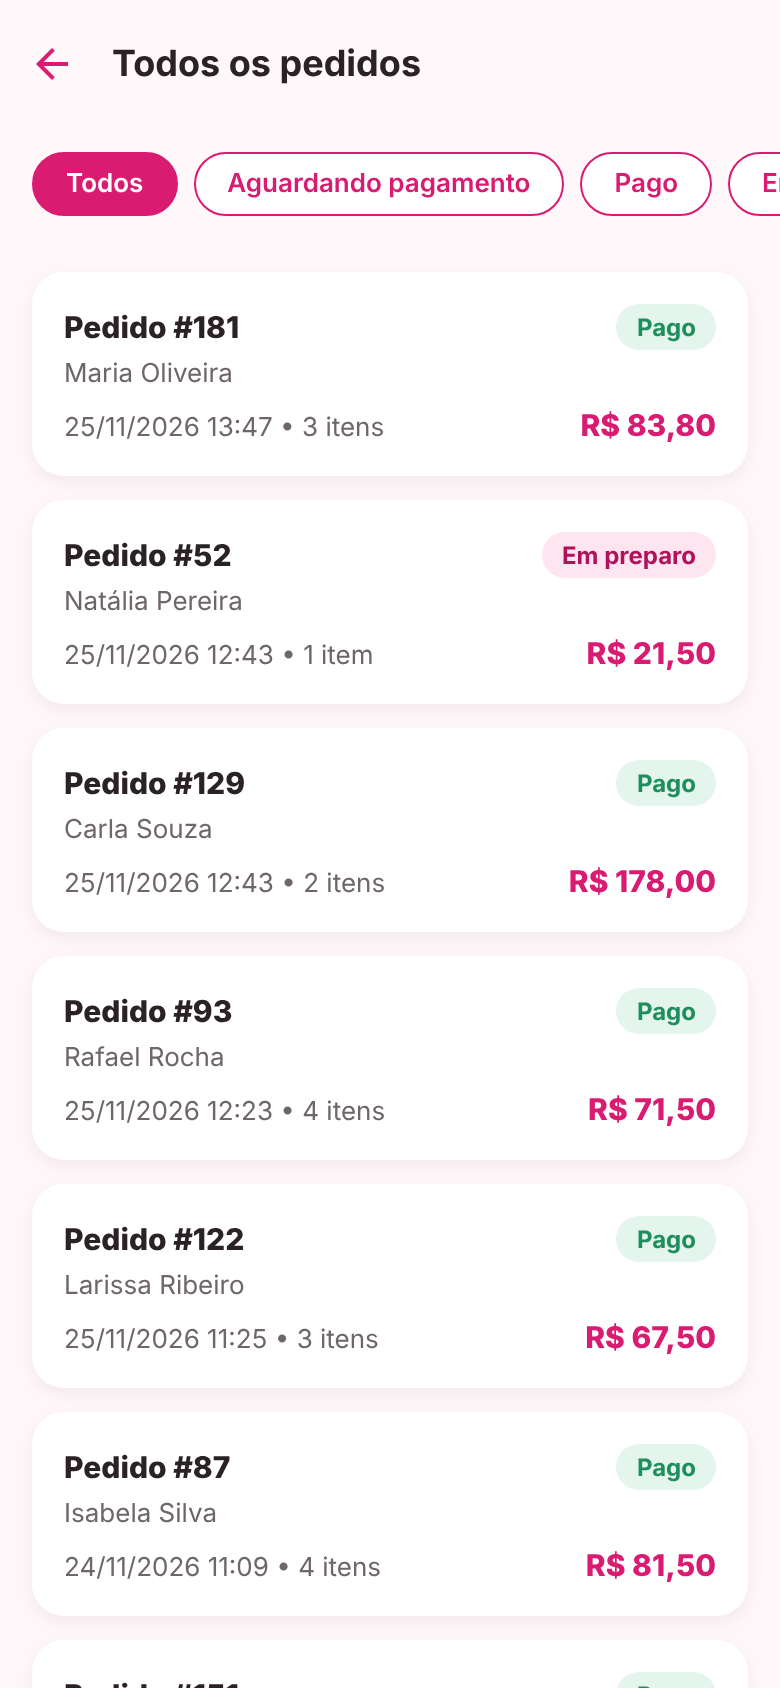 Todos os pedidos
Todos
Aguardando pagamento
Pago
Pedido #181
Pago
Maria Oliveira
25/11/2026 13:47 • 3 itens
R$ 83,80
Pedido #52
Em preparo
Natália Pereira
25/11/2026 12:43 • 1 item
R$ 21,50
Pedido #129
Pago
Carla Souza
25/11/2026 12:43 • 2 itens
R$ 178,00
Pedido #93
Pago
Rafael Rocha
25/11/2026 12:23 • 4 itens
R$ 71,50
Pedido #122
Pago
Larissa Ribeiro
25/11/2026 11:25 • 3 itens
R$ 67,50
Pedido #87
Pago
Isabela Silva
24/11/2026 11:09 • 4 itens
R$ 81,50